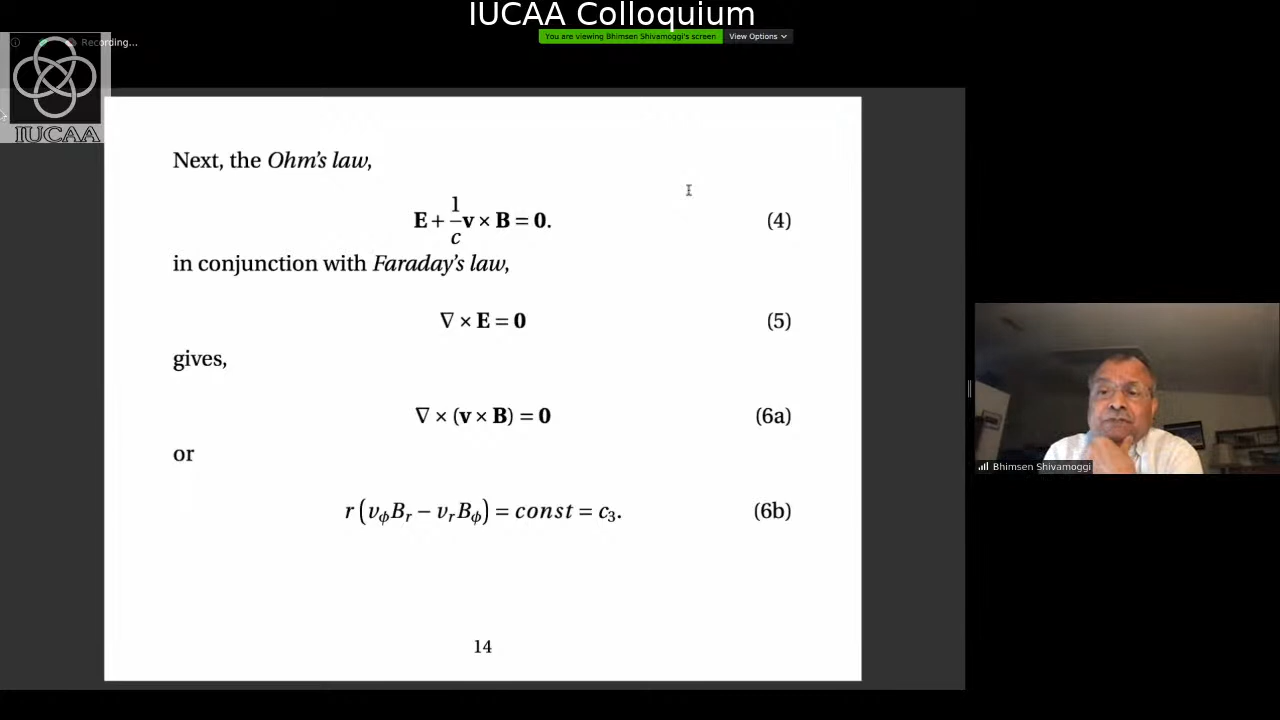 IUCAA Colloquium
Recording...
You are viewing Bhimsen Shivamoggi's screen View Options
IUCAA
Next, the Ohm's law,
E + 1/c v × B = 0. (4)
in conjunction with Faraday's law,
∇ × E = 0 (5)
gives,
∇ × (v × B) = 0 (6a)
or
r (v_ϕ B_r − v_r B_ϕ) = const = c₃. (6b)
14
Bhimsen Shivamoggi